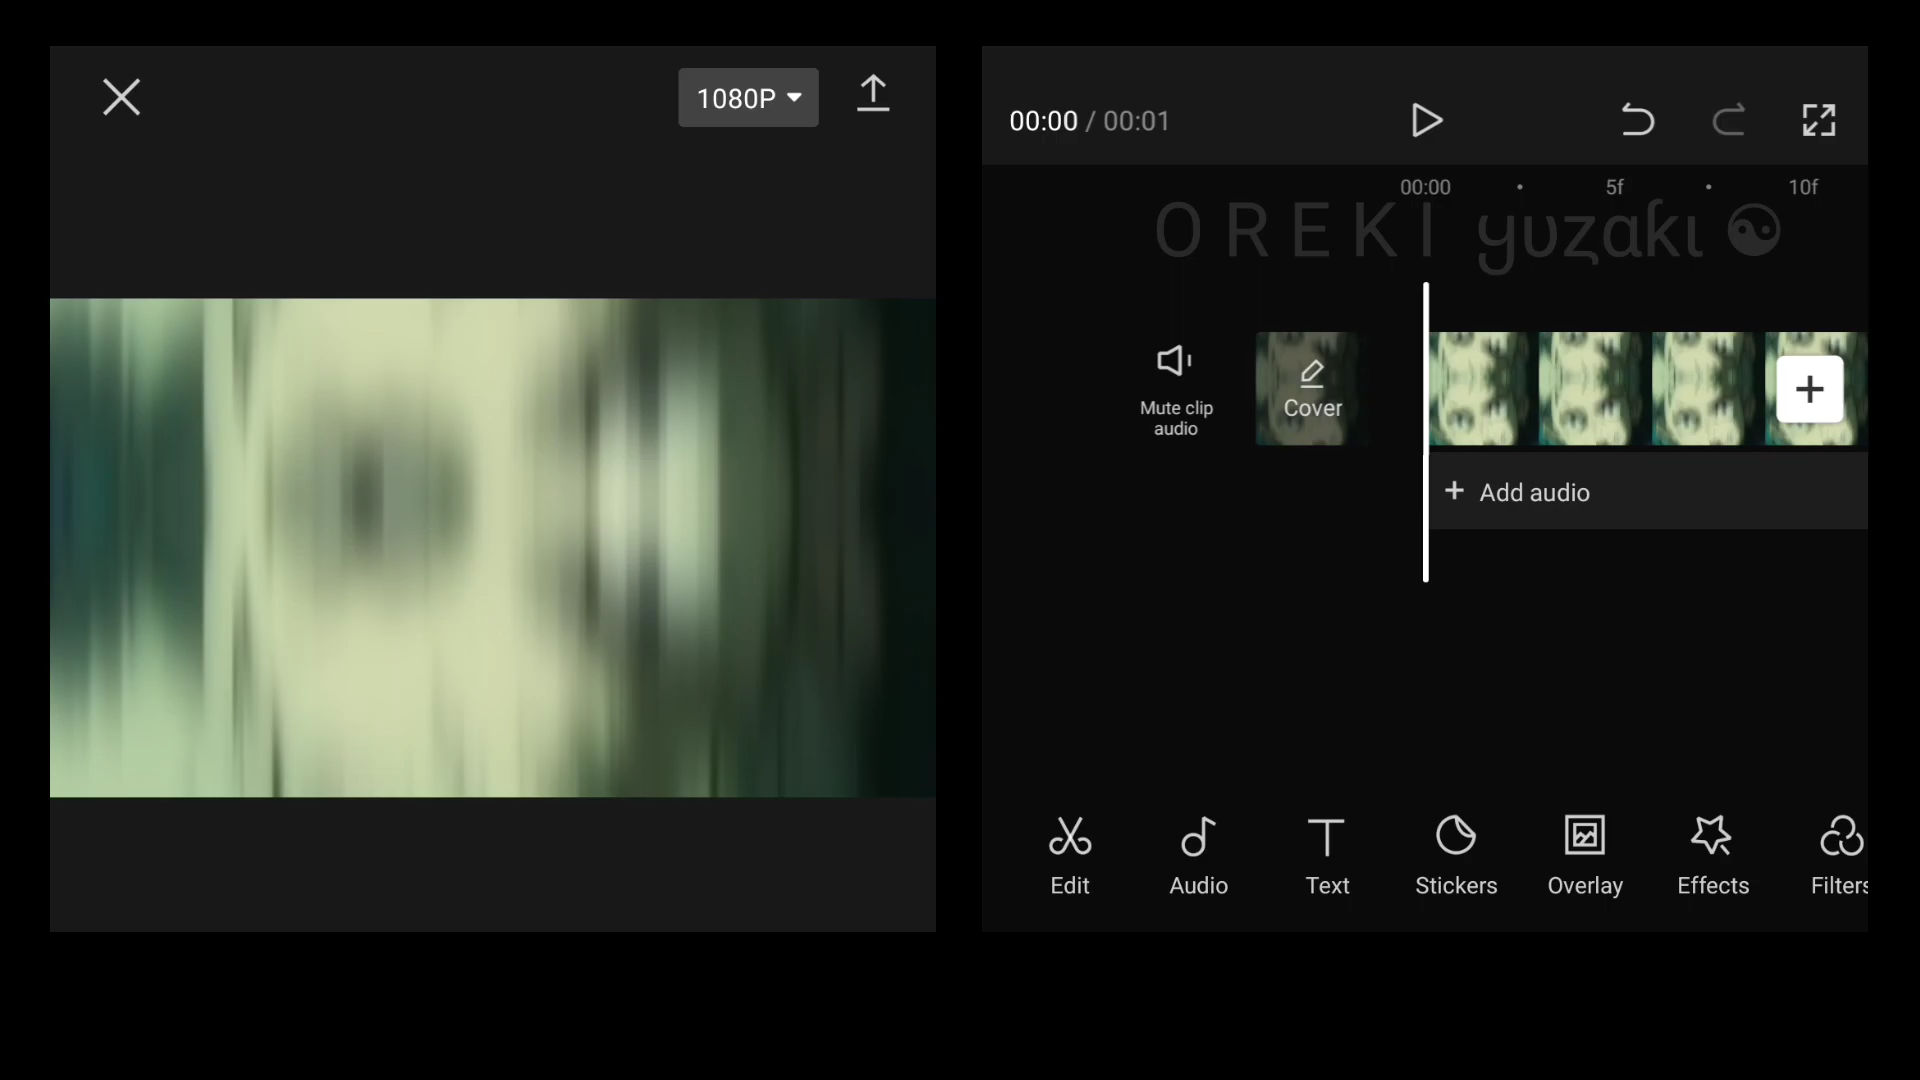 1080P
00:00 / 00:01
00:00 5f 10f
O R E K I yυzakι ☯
Mute clip
audio
Cover
+ Add audio
Edit Audio Text Stickers Overlay Effects Filters